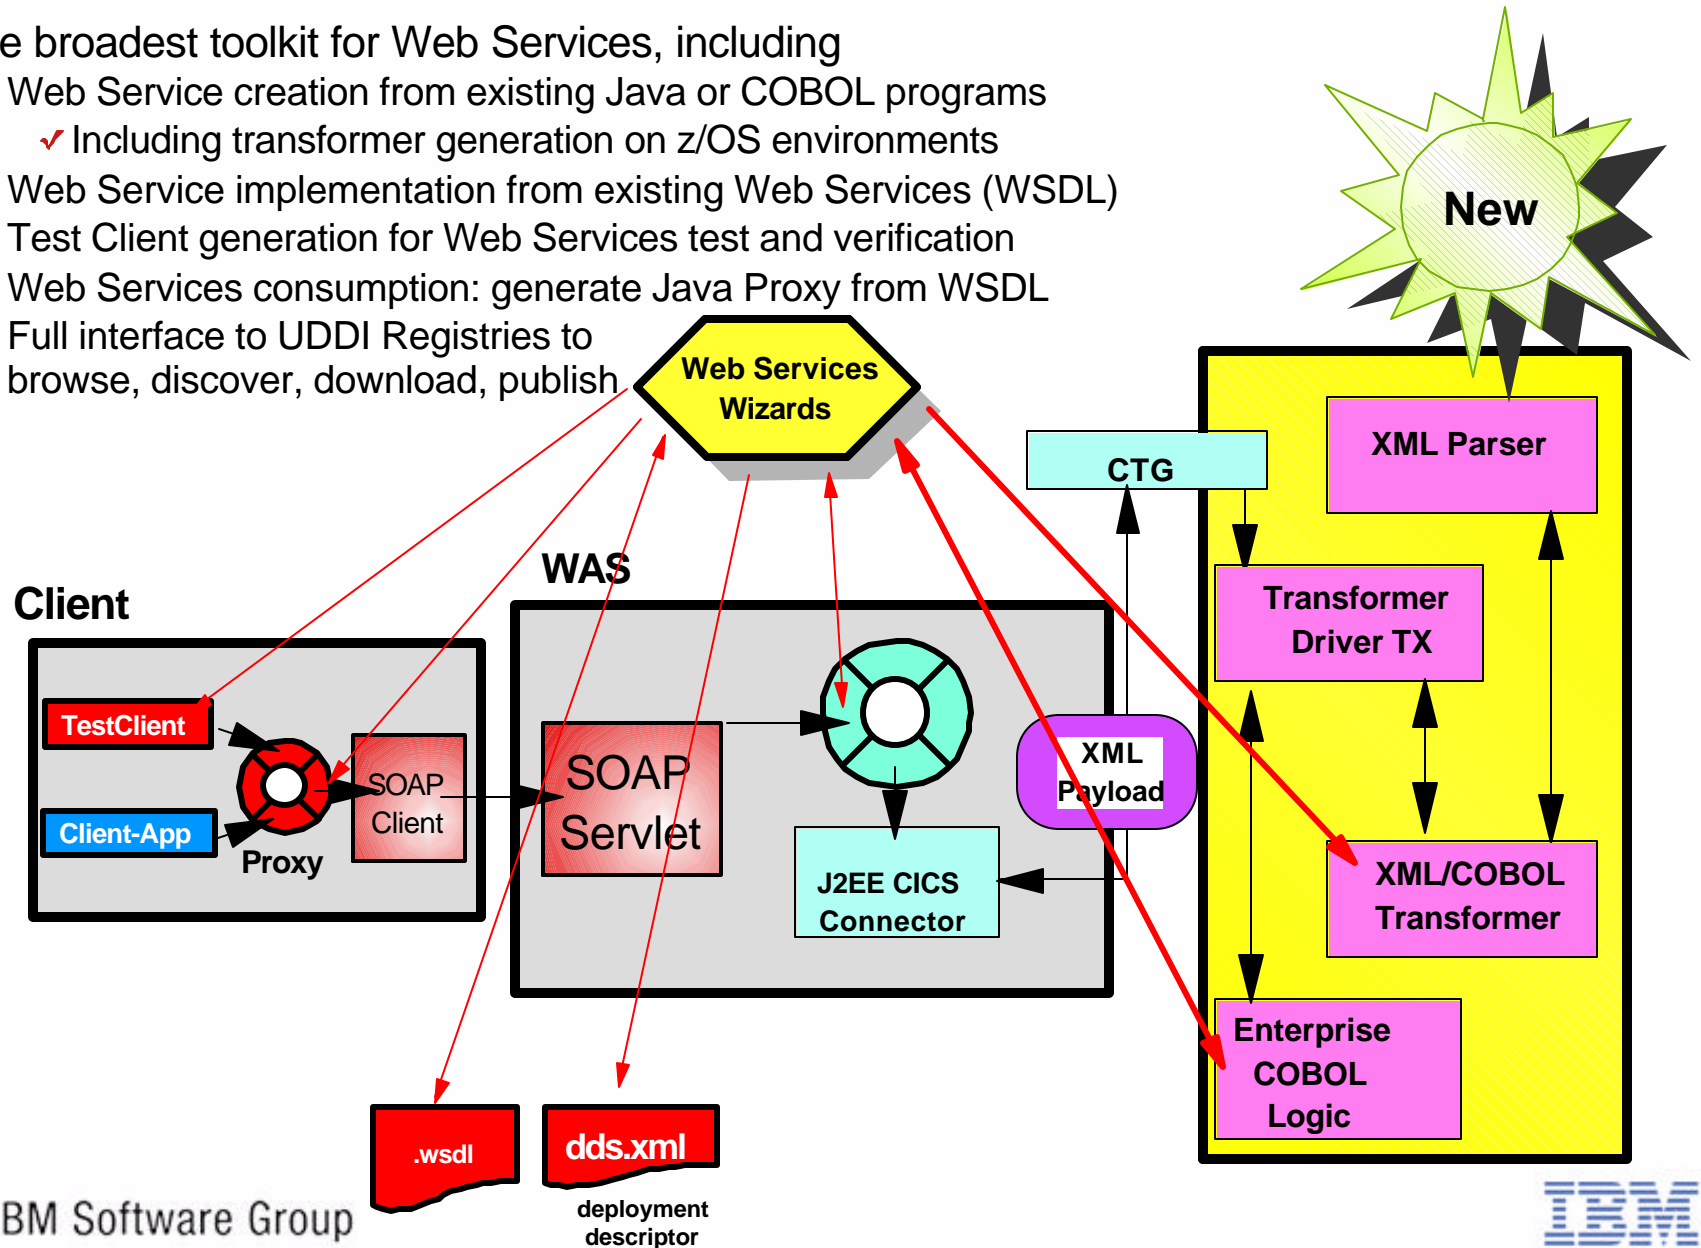 e broadest toolkit for Web Services, including
Web Service creation from existing Java or COBOL programs
✓ Including transformer generation on z/OS environments
Web Service implementation from existing Web Services (WSDL)
Test Client generation for Web Services test and verification
Web Services consumption: generate Java Proxy from WSDL
Full interface to UDDI Registries to
browse, discover, download, publish
New
Web Services
Wizards
CTG
XML Parser
WAS
Client
Transformer
Driver TX
TestClient
Client-App
Proxy
SOAP
Client
SOAP
Servlet
J2EE CICS
Connector
XML
Payload
XML/COBOL
Transformer
Enterprise
COBOL
Logic
.wsdl
dds.xml
deployment
descriptor
BM Software Group
IBM